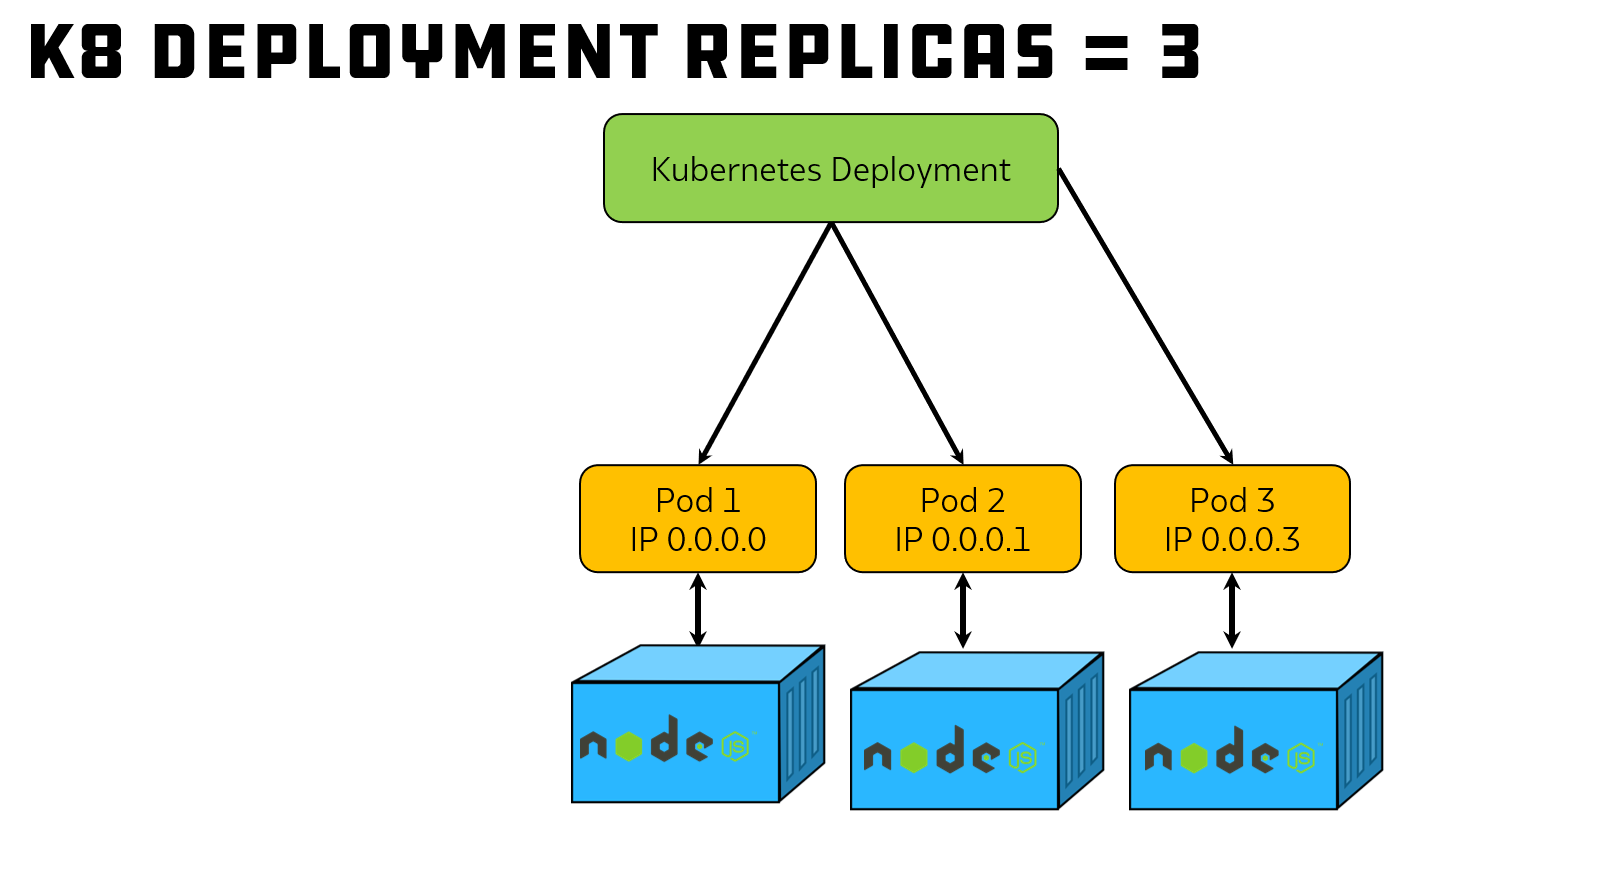 K8 DEPLOYMENT REPLICAS = 3
Kubernetes Deployment
Pod 1
IP 0.0.0.0
Pod 2
IP 0.0.0.1
Pod 3
IP 0.0.0.3
node JS
node JS
node JS